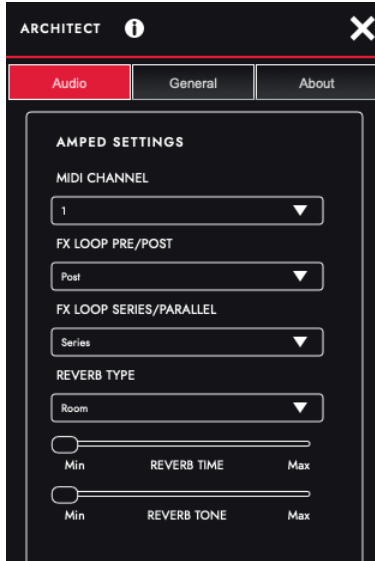 ARCHITECT i
Audio General About
AMPED SETTINGS
MIDI CHANNEL
1
FX LOOP PRE/POST
Post
FX LOOP SERIES/PARALLEL
Series
REVERB TYPE
Room
Min REVERB TIME Max
Min REVERB TONE Max